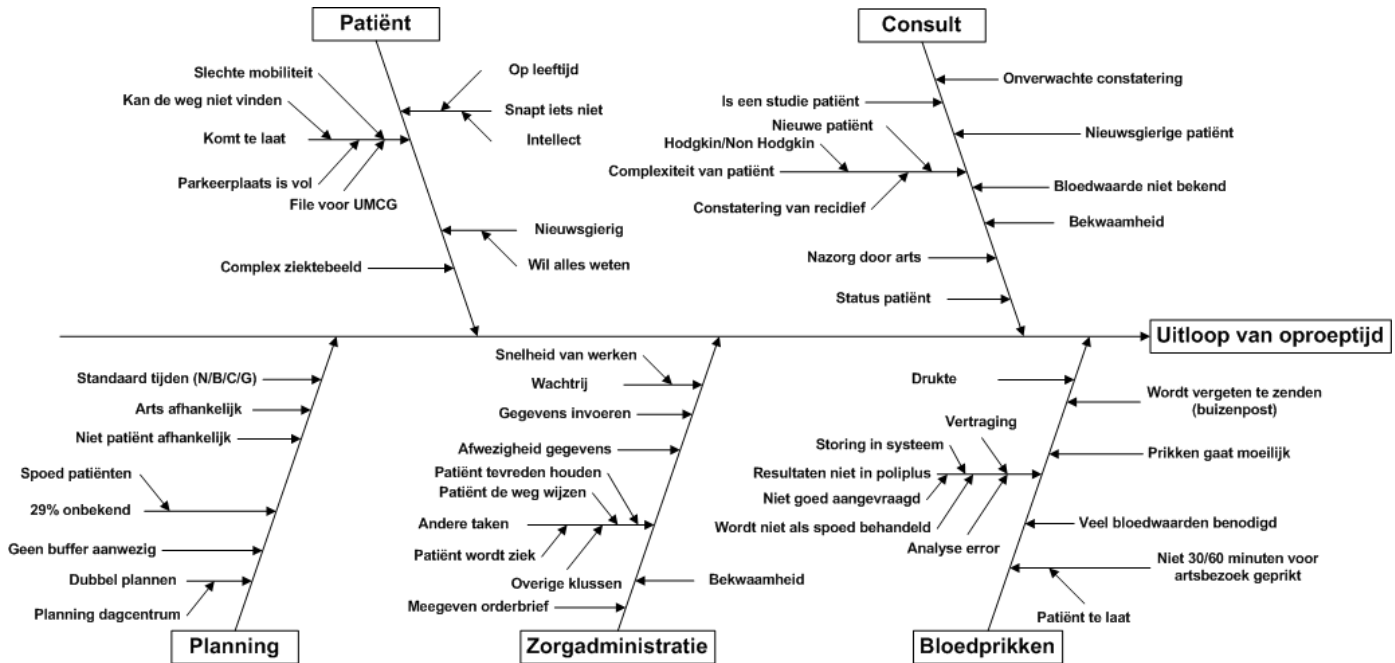 Patiënt
Consult
Slechte mobiliteit
Op leeftijd
Kan de weg niet vinden
Snapt iets niet
Komt te laat
Intellect
Parkeerplaats is vol
File voor UMCG
Nieuwsgierig
Wil alles weten
Complex ziektebeeld
Onverwachte constatering
Is een studie patiënt
Nieuwe patiënt
Nieuwsgierige patiënt
Hodgkin/Non Hodgkin
Complexiteit van patiënt
Bloedwaarde niet bekend
Constatering van recidief
Bekwaamheid
Nazorg door arts
Status patiënt
Uitloop van oproeptijd
Standaard tijden (N/B/C/G)
Arts afhankelijk
Niet patiënt afhankelijk
Spoed patiënten
29% onbekend
Geen buffer aanwezig
Dubbel plannen
Planning dagcentrum
Planning
Snelheid van werken
Wachtrij
Gegevens invoeren
Afwezigheid gegevens
Patiënt tevreden houden
Patiënt de weg wijzen
Andere taken
Patiënt wordt ziek
Overige klussen
Bekwaamheid
Meegeven orderbrief
Zorgadministratie
Drukte
Wordt vergeten te zenden
(buizenpost)
Vertraging
Storing in systeem
Prikken gaat moeilijk
Resultaten niet in poliplus
Niet goed aangevraagd
Wordt niet als spoed behandeld
Analyse error
Veel bloedwaarden benodigd
Niet 30/60 minuten voor
artsbezoek geprikt
Patiënt te laat
Bloedprikken